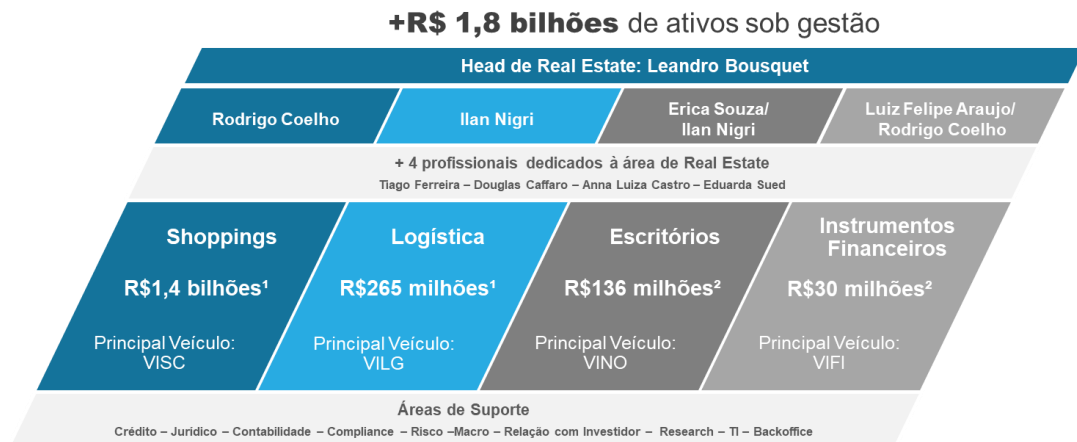 +R$ 1,8 bilhões de ativos sob gestão
Head de Real Estate: Leandro Bousquet
Rodrigo Coelho
Ilan Nigri
Erica Souza/
Ilan Nigri
Luiz Felipe Araujo/
Rodrigo Coelho
+ 4 profissionais dedicados à área de Real Estate
Tiago Ferreira – Douglas Caffaro – Anna Luiza Castro – Eduarda Sued
Shoppings
R$1,4 bilhões¹
Principal Veículo:
VISC
Logística
R$265 milhões¹
Principal Veículo:
VILG
Escritórios
R$136 milhões²
Principal Veículo:
VINO
Instrumentos
Financeiros
R$30 milhões²
Principal Veículo:
VIFI
Áreas de Suporte
Crédito – Jurídico – Contabilidade – Compliance – Risco –Macro – Relação com Investidor – Research – TI – Backoffice